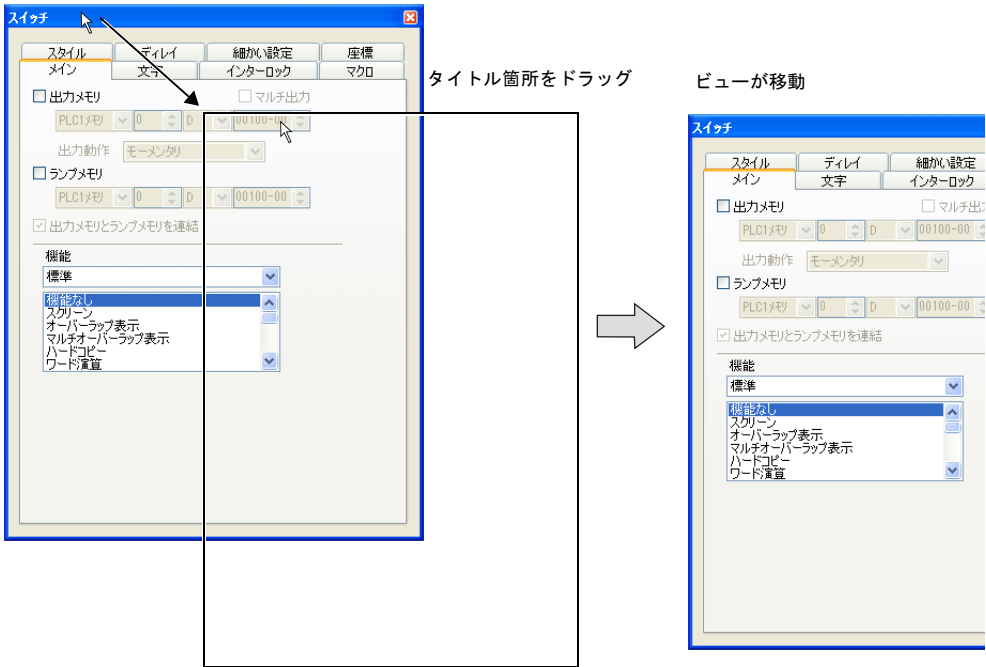 スイッチ
スタイル ディレイ 細かい設定 座標
メイン 文字 インターロック マクロ
出力メモリ マルチ出力
PLC1メモリ 0 D 00100-00
出力動作 モーメンタリ
ランプメモリ
PLC1メモリ 0 D 00100-00
出力メモリとランプメモリを連結
機能
標準
機能なし
スクリーン
オーバーラップ表示
マルチオーバーラップ表示
ハードコピー
ワード演算
タイトル箇所をドラッグ
ビューが移動
スイッチ
スタイル ディレイ 細かい設定
メイン 文字 インターロック
出力メモリ マルチ出
PLC1メモリ 0 D 00100-00
出力動作 モーメンタリ
ランプメモリ
PLC1メモリ 0 D 00100-00
出力メモリとランプメモリを連結
機能
標準
機能なし
スクリーン
オーバーラップ表示
マルチオーバーラップ表示
ハードコピー
ワード演算